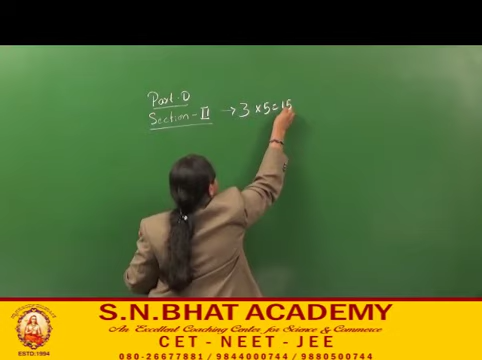 Part-D
Section-II → 3 × 5 = 15
S.N.BHAT ACADEMY
An Excellent Coaching Center for Science & Commerce
CET - NEET - JEE
ESTD:1994
080-26677881 / 9844000744 / 9880500744